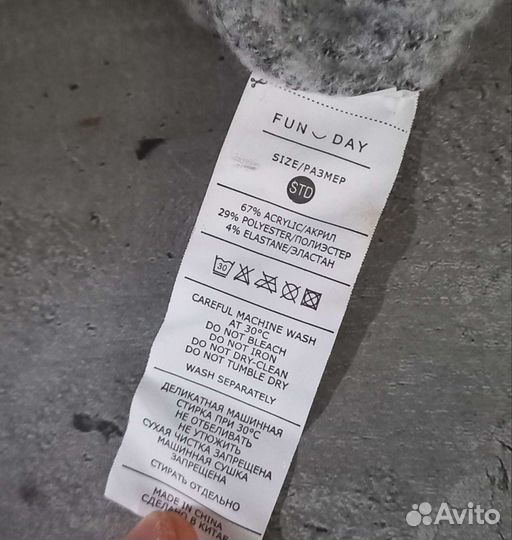 FUN DAY
SIZE/РАЗМЕР
STD
67% ACRYLIC/АКРИЛ
29% POLYESTER/ПОЛИЭСТЕР
4% ELASTANE/ЭЛАСТАН
30
CAREFUL MACHINE WASH
AT 30°C
DO NOT BLEACH
DO NOT IRON
DO NOT DRY-CLEAN
DO NOT TUMBLE DRY
WASH SEPARATELY
ДЕЛИКАТНАЯ МАШИННАЯ
СТИРКА ПРИ 30°C
НЕ ОТБЕЛИВАТЬ
НЕ УТЮЖИТЬ
СУХАЯ ЧИСТКА ЗАПРЕЩЕНА
МАШИННАЯ СУШКА
ЗАПРЕЩЕНА
СТИРАТЬ ОТДЕЛЬНО
MADE IN CHINA
СДЕЛАНО В КИТАЕ
Avito